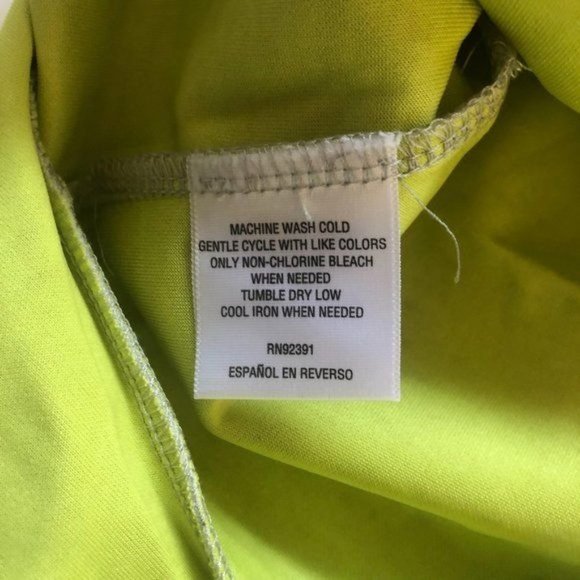 MACHINE WASH COLD
GENTLE CYCLE WITH LIKE COLORS
ONLY NON-CHLORINE BLEACH
WHEN NEEDED
TUMBLE DRY LOW
COOL IRON WHEN NEEDED
RN92391
ESPAÑOL EN REVERSO